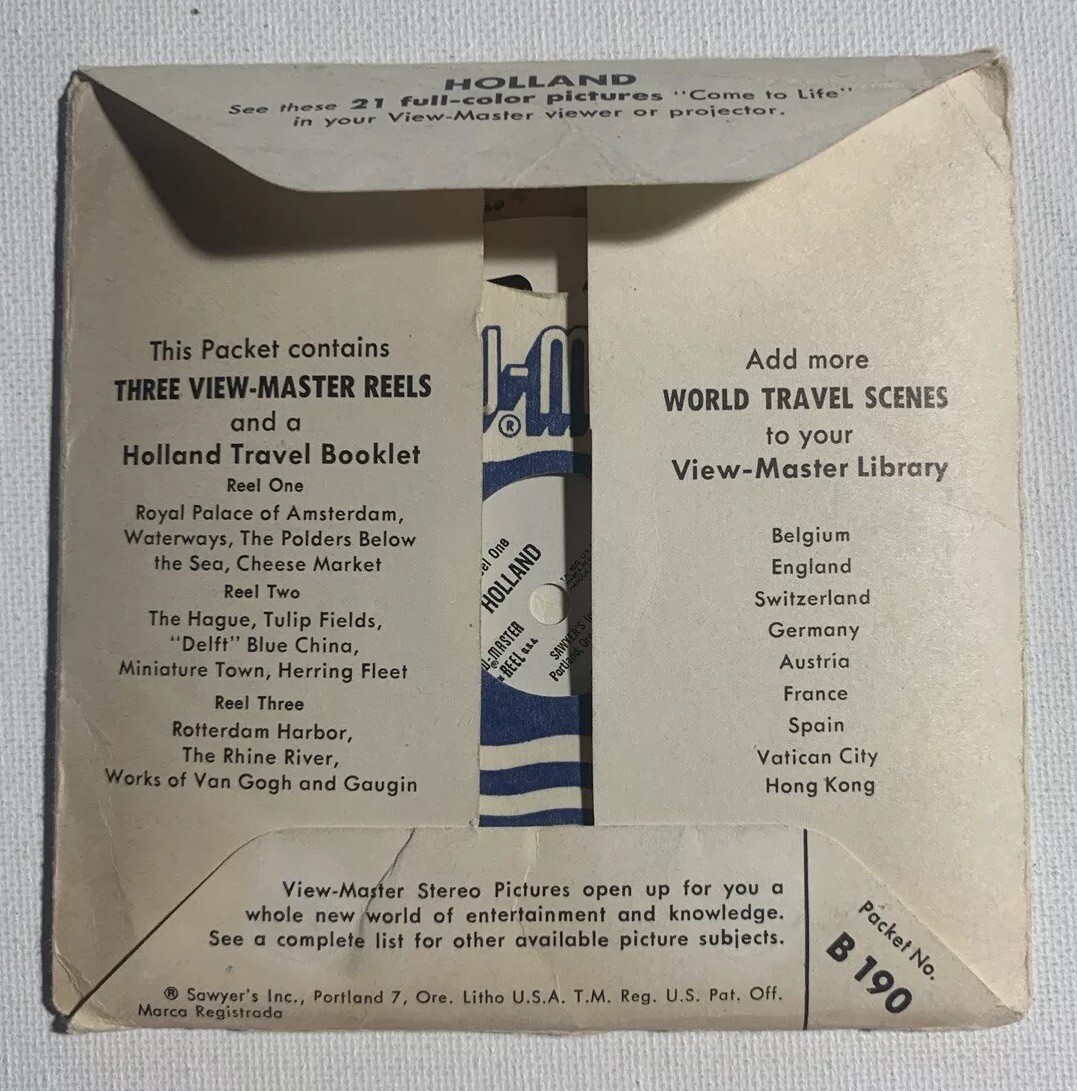 HOLLAND
See these 21 full-color pictures "Come to Life"
in your View-Master viewer or projector.
This Packet contains
THREE VIEW-MASTER REELS
and a
Holland Travel Booklet
Reel One
Royal Palace of Amsterdam,
Waterways, The Polders Below
the Sea, Cheese Market
Reel Two
The Hague, Tulip Fields,
"Delft" Blue China,
Miniature Town, Herring Fleet
Reel Three
Rotterdam Harbor,
The Rhine River,
Works of Van Gogh and Gaugin
®
One
HOLLAND
-MASTER
®
REEL
SAWYER'S
Portland,
Add more
WORLD TRAVEL SCENES
to your
View-Master Library
Belgium
England
Switzerland
Germany
Austria
France
Spain
Vatican City
Hong Kong
View-Master Stereo Pictures open up for you a
whole new world of entertainment and knowledge.
See a complete list for other available picture subjects.
® Sawyer's Inc., Portland 7, Ore. Litho U.S.A. T.M. Reg. U.S. Pat. Off.
Marca Registrada
Packet No.
B 190